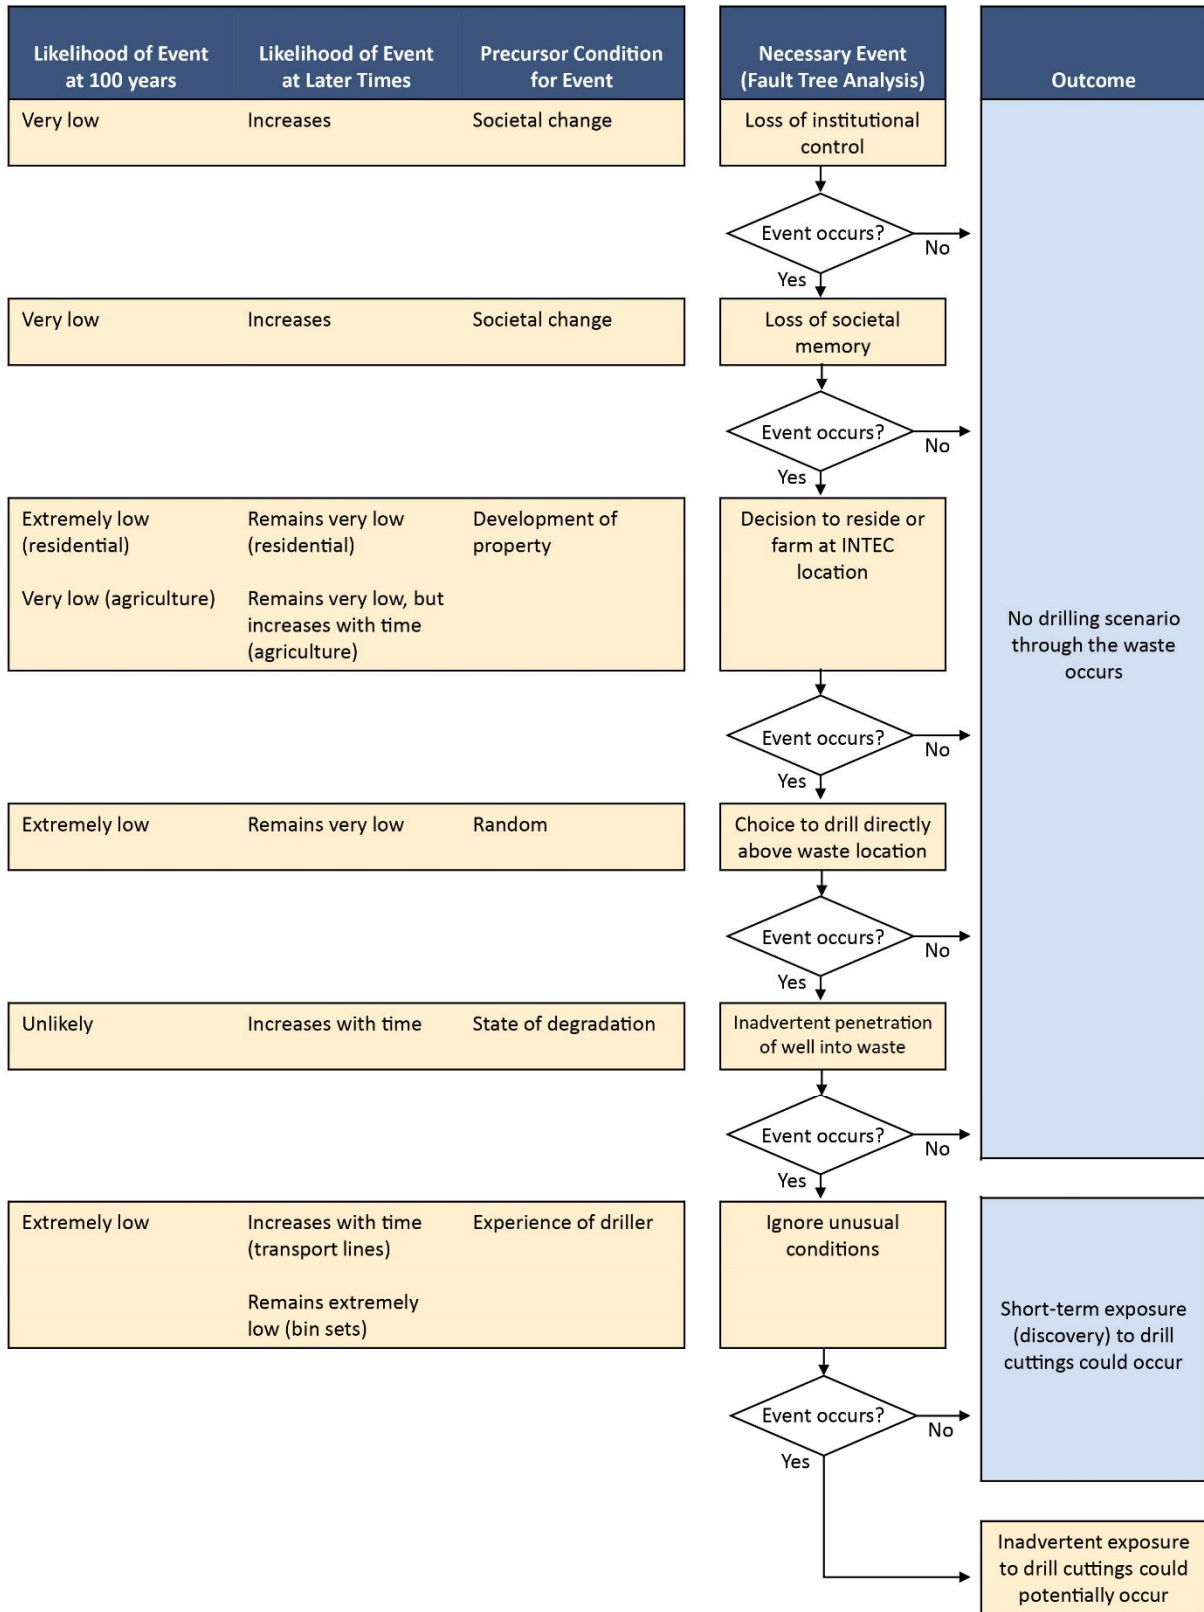 Likelihood of Event
at 100 years
Likelihood of Event
at Later Times
Precursor Condition
for Event
Necessary Event
(Fault Tree Analysis)
Outcome
Very low
Increases
Societal change
Loss of institutional
control
Event occurs?
No
Yes
Very low
Increases
Societal change
Loss of societal
memory
Event occurs?
No
Yes
Extremely low
(residential)
Very low (agriculture)
Remains very low
(residential)
Remains very low, but
increases with time
(agriculture)
Development of
property
Decision to reside or
farm at INTEC
location
No drilling scenario
through the waste
occurs
Event occurs?
No
Yes
Extremely low
Remains very low
Random
Choice to drill directly
above waste location
Event occurs?
No
Yes
Unlikely
Increases with time
State of degradation
Inadvertent penetration
of well into waste
Event occurs?
No
Yes
Extremely low
Increases with time
(transport lines)
Remains extremely
low (bin sets)
Experience of driller
Ignore unusual
conditions
Short-term exposure
(discovery) to drill
cuttings could occur
Event occurs?
No
Yes
Inadvertent exposure
to drill cuttings could
potentially occur